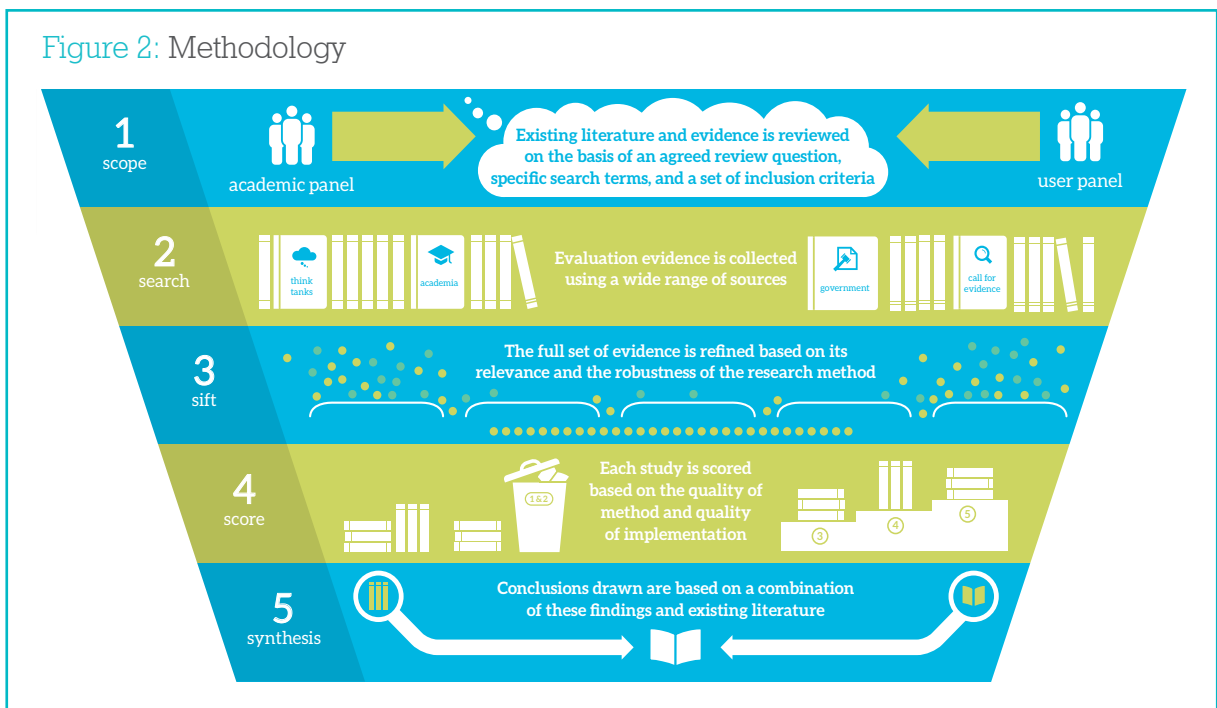 Figure 2: Methodology
1
scope
academic panel
Existing literature and evidence is reviewed
on the basis of an agreed review question,
specific search terms, and a set of inclusion criteria
user panel
2
search
think
tanks
academia
Evaluation evidence is collected
using a wide range of sources
government
call for
evidence
3
sift
The full set of evidence is refined based on its
relevance and the robustness of the research method
4
score
1&2
Each study is scored
based on the quality of
method and quality
of implementation
3
4
5
5
synthesis
Conclusions drawn are based on a combination
of these findings and existing literature